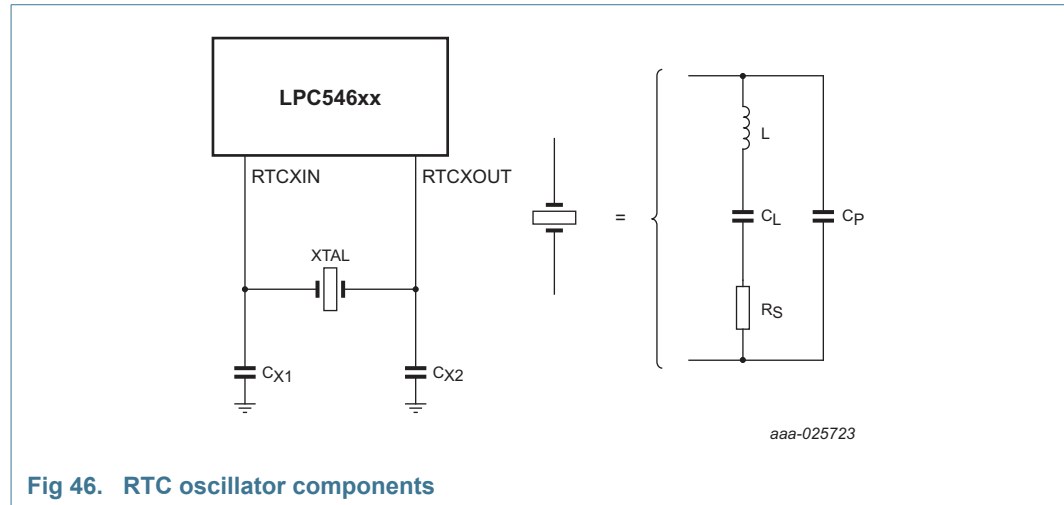 LPC546xx
RTCXIN
RTCXOUT
XTAL
CX1
CX2
=
L
CL
CP
RS
aaa-025723
Fig 46. RTC oscillator components